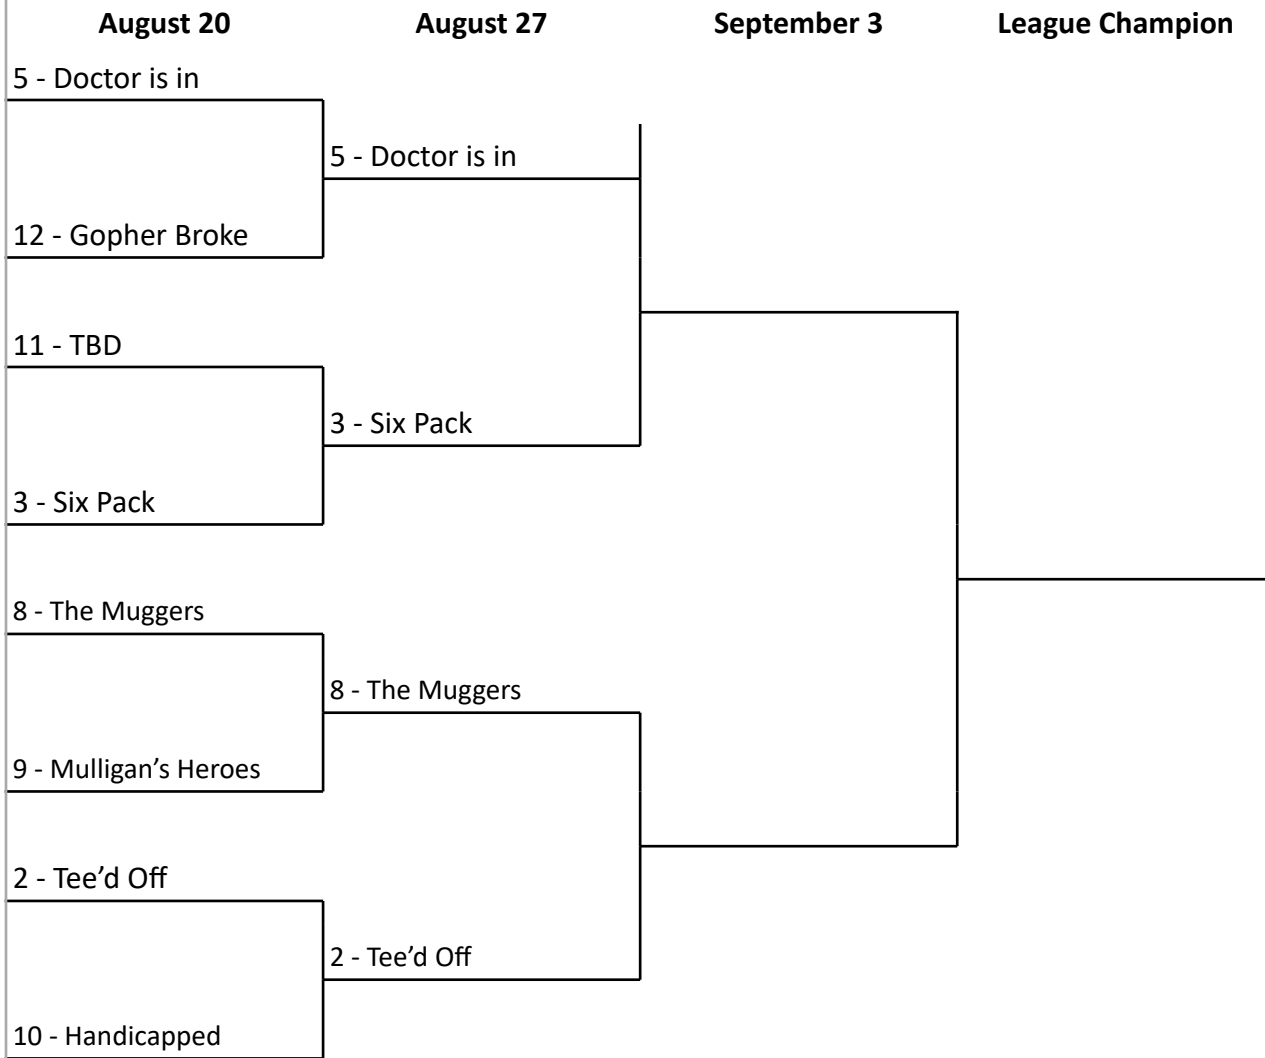 August 20 August 27 September 3 League Champion
5 - Doctor is in
5 - Doctor is in
12 - Gopher Broke
11 - TBD
3 - Six Pack
3 - Six Pack
8 - The Muggers
8 - The Muggers
9 - Mulligan’s Heroes
2 - Tee’d Off
2 - Tee’d Off
10 - Handicapped